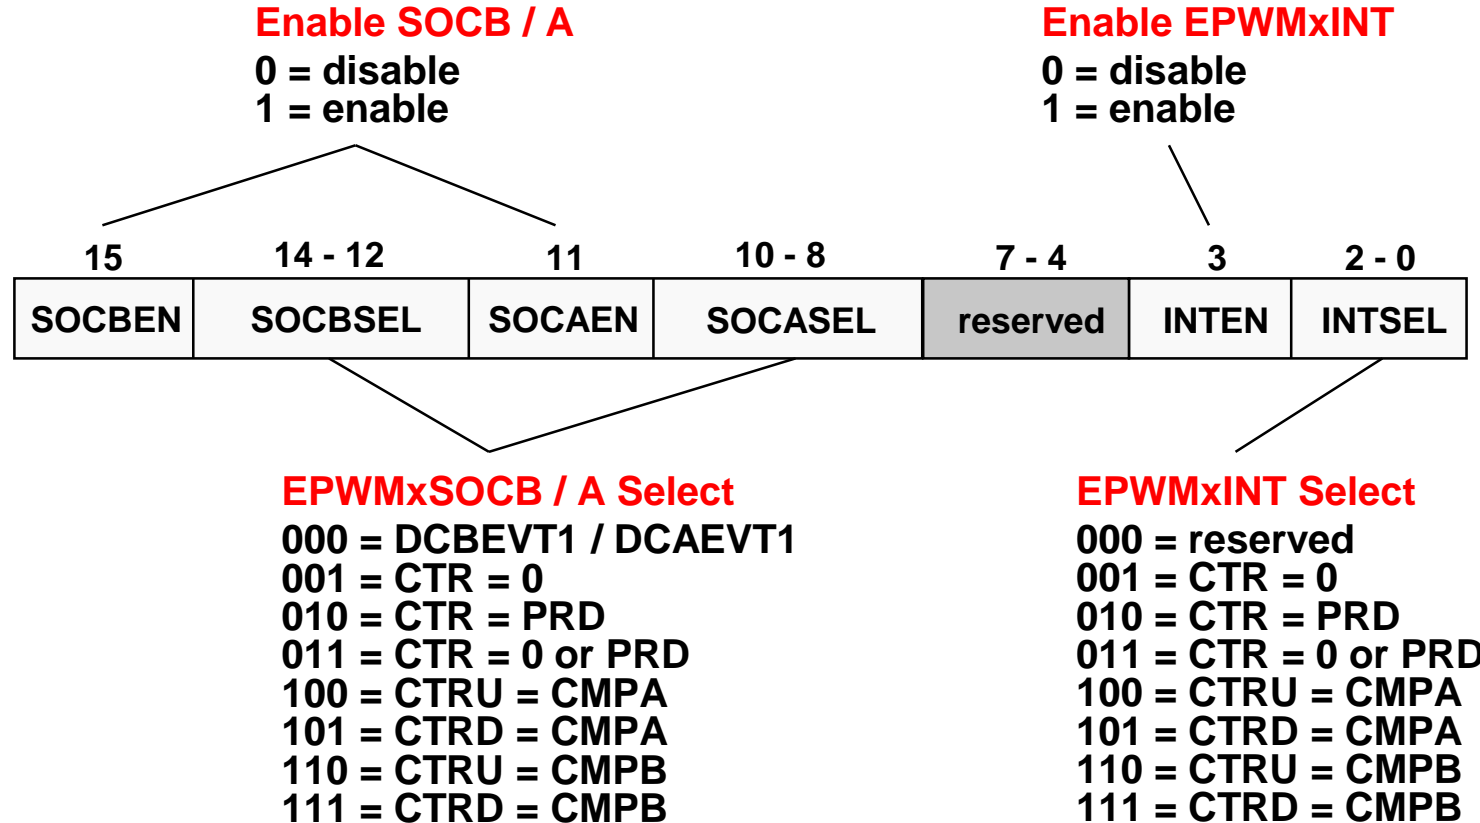 Enable SOCB / A
0 = disable
1 = enable
Enable EPWMxINT
0 = disable
1 = enable
15 14 - 12 11 10 - 8 7 - 4 3 2 - 0
SOCBEN SOCBSEL SOCAEN SOCASEL reserved INTEN INTSEL
EPWMxSOCB / A Select
000 = DCBEVT1 / DCAEVT1
001 = CTR = 0
010 = CTR = PRD
011 = CTR = 0 or PRD
100 = CTRU = CMPA
101 = CTRD = CMPA
110 = CTRU = CMPB
111 = CTRD = CMPB
EPWMxINT Select
000 = reserved
001 = CTR = 0
010 = CTR = PRD
011 = CTR = 0 or PRD
100 = CTRU = CMPA
101 = CTRD = CMPA
110 = CTRU = CMPB
111 = CTRD = CMPB